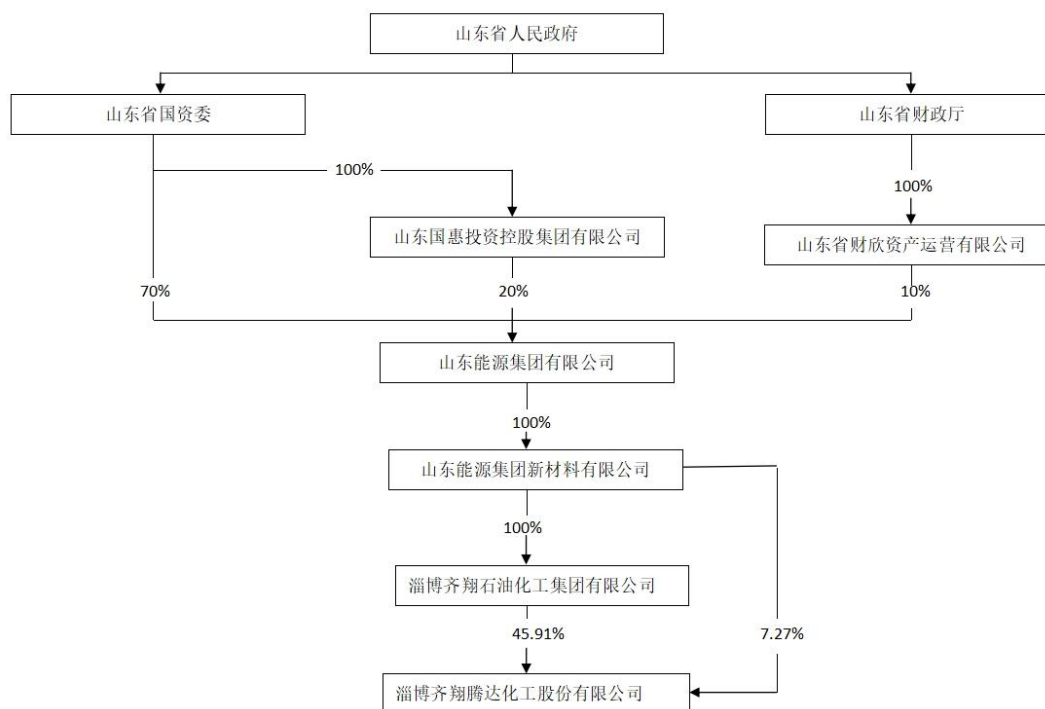 山东省人民政府
山东省国资委
山东省财政厅
100%
100%
山东国惠投资控股集团有限公司
山东省财欣资产运营有限公司
70%
20%
10%
山东能源集团有限公司
100%
山东能源集团新材料有限公司
100%
淄博齐翔石油化工集团有限公司
45.91%
7.27%
淄博齐翔腾达化工股份有限公司